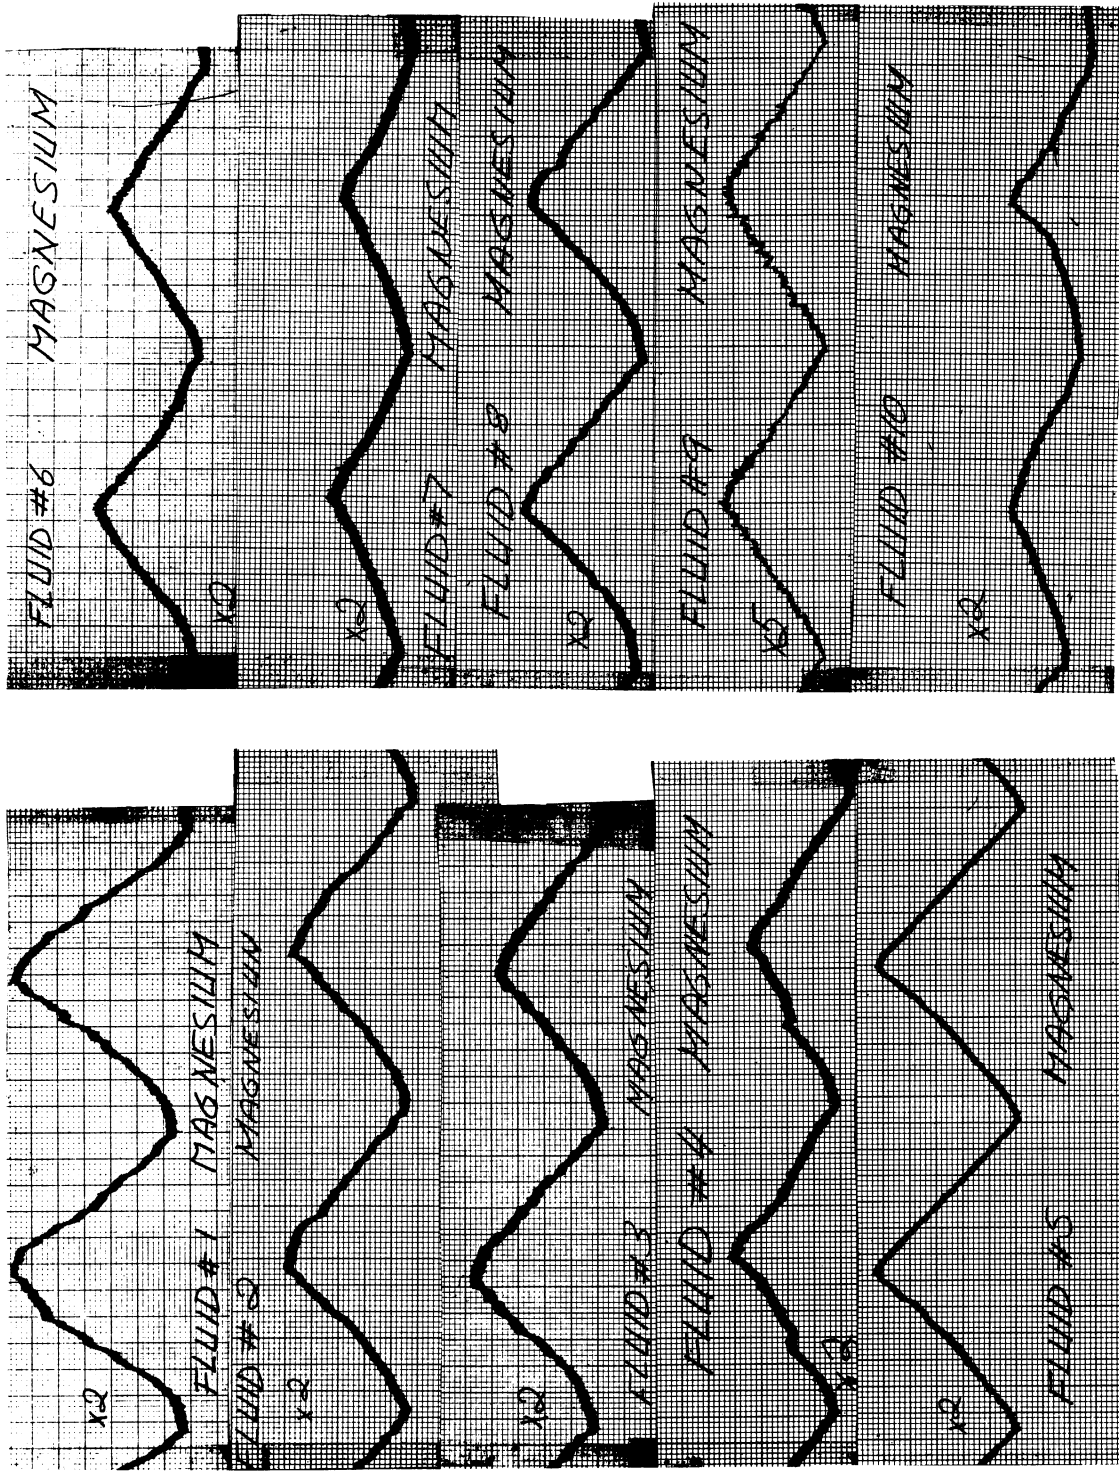 FLUID #6 MAGNESIUM
x2
FLUID #7 MAGNESIUM
x2
FLUID #8 MAGNESIUM
x2
FLUID #9 MAGNESIUM
x5
FLUID #10 MAGNESIUM
x2
FLUID #1 MAGNESIUM
x2
FLUID #2 MAGNESIUM
x2
FLUID #3 MAGNESIUM
x2
FLUID #4 MAGNESIUM
x2
FLUID #5 MAGNESIUM
x2